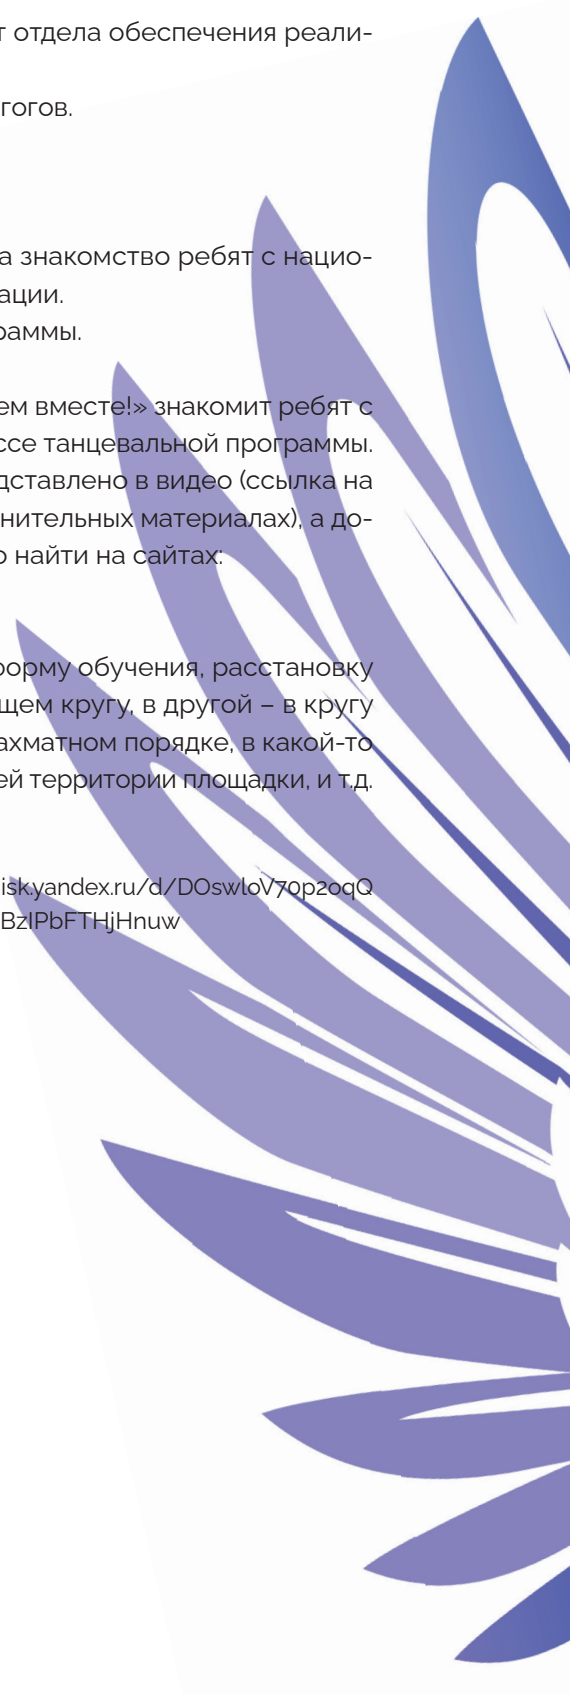 т отдела обеспечения реали-
гогов.
а знакомство ребят с нацио-
ации.
раммы.
ем вместе!» знакомит ребят с
ссе танцевальной программы.
дставлено в видео (ссылка на
нительных материалах), а до-
о найти на сайтах:
форму обучения, расстановку
щем кругу, в другой – в кругу
ахматном порядке, в какой-то
ей территории площадки, и т.д.
isk.yandex.ru/d/DOswloV70p2oqQ
BzIPbFTHjHnuw